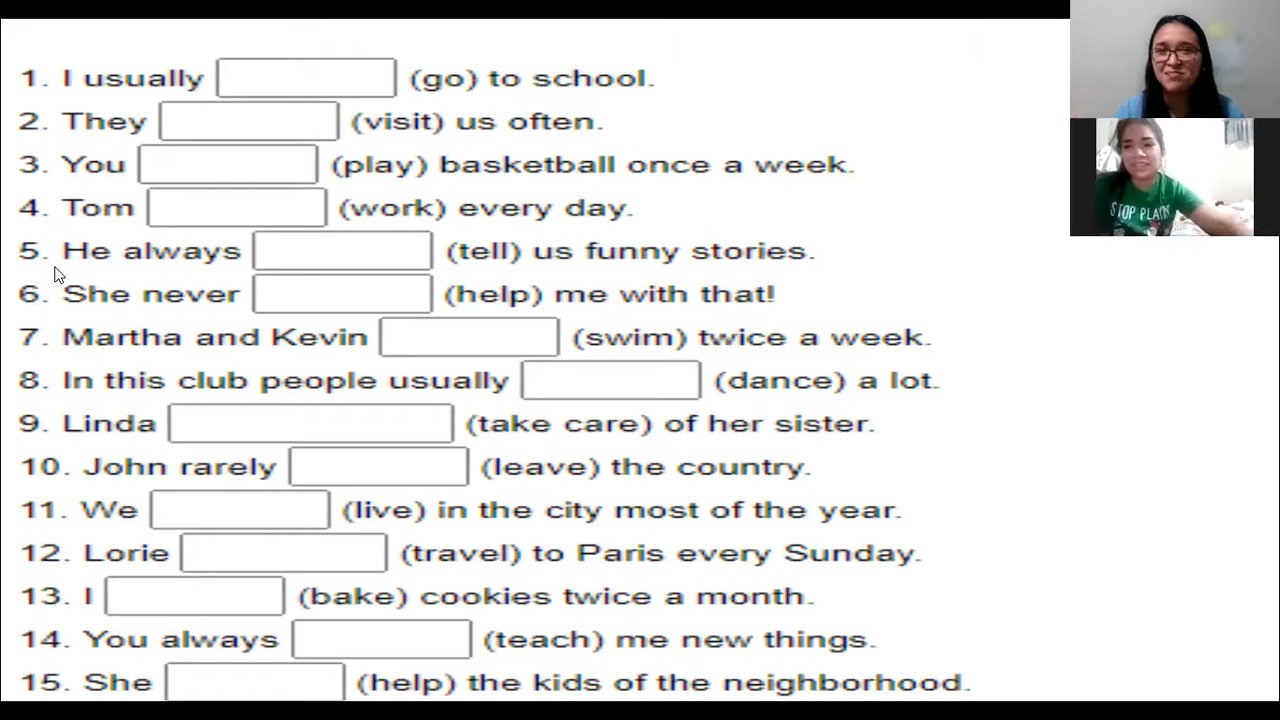 1. I usually (go) to school.
2. They (visit) us often.
3. You (play) basketball once a week.
4. Tom (work) every day.
5. He always (tell) us funny stories.
6. She never (help) me with that!
7. Martha and Kevin (swim) twice a week.
8. In this club people usually (dance) a lot.
9. Linda (take care) of her sister.
10. John rarely (leave) the country.
11. We (live) in the city most of the year.
12. Lorie (travel) to Paris every Sunday.
13. I (bake) cookies twice a month.
14. You always (teach) me new things.
15. She (help) the kids of the neighborhood.
STOP